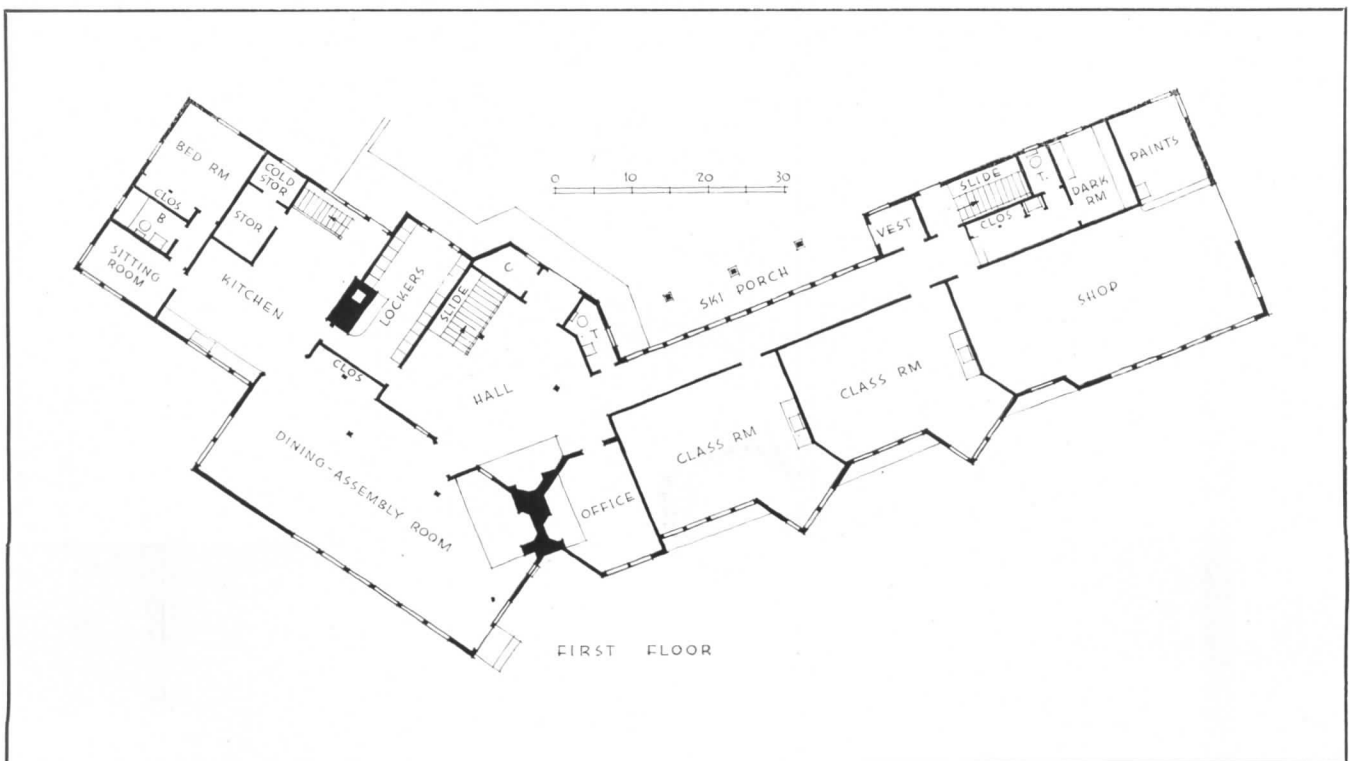 BED RM
COLD
STOR
CLOS
B
STOR
SITTING
ROOM
KITCHEN
LOCKERS
SLIDE
C
T.
CLOS
HALL
DINING-ASSEMBLY ROOM
OFFICE
0 10 20 30
SKI PORCH
VEST
SLIDE
CLOS
T.
DARK
RM
PAINTS
SHOP
CLASS RM
CLASS RM
FIRST FLOOR